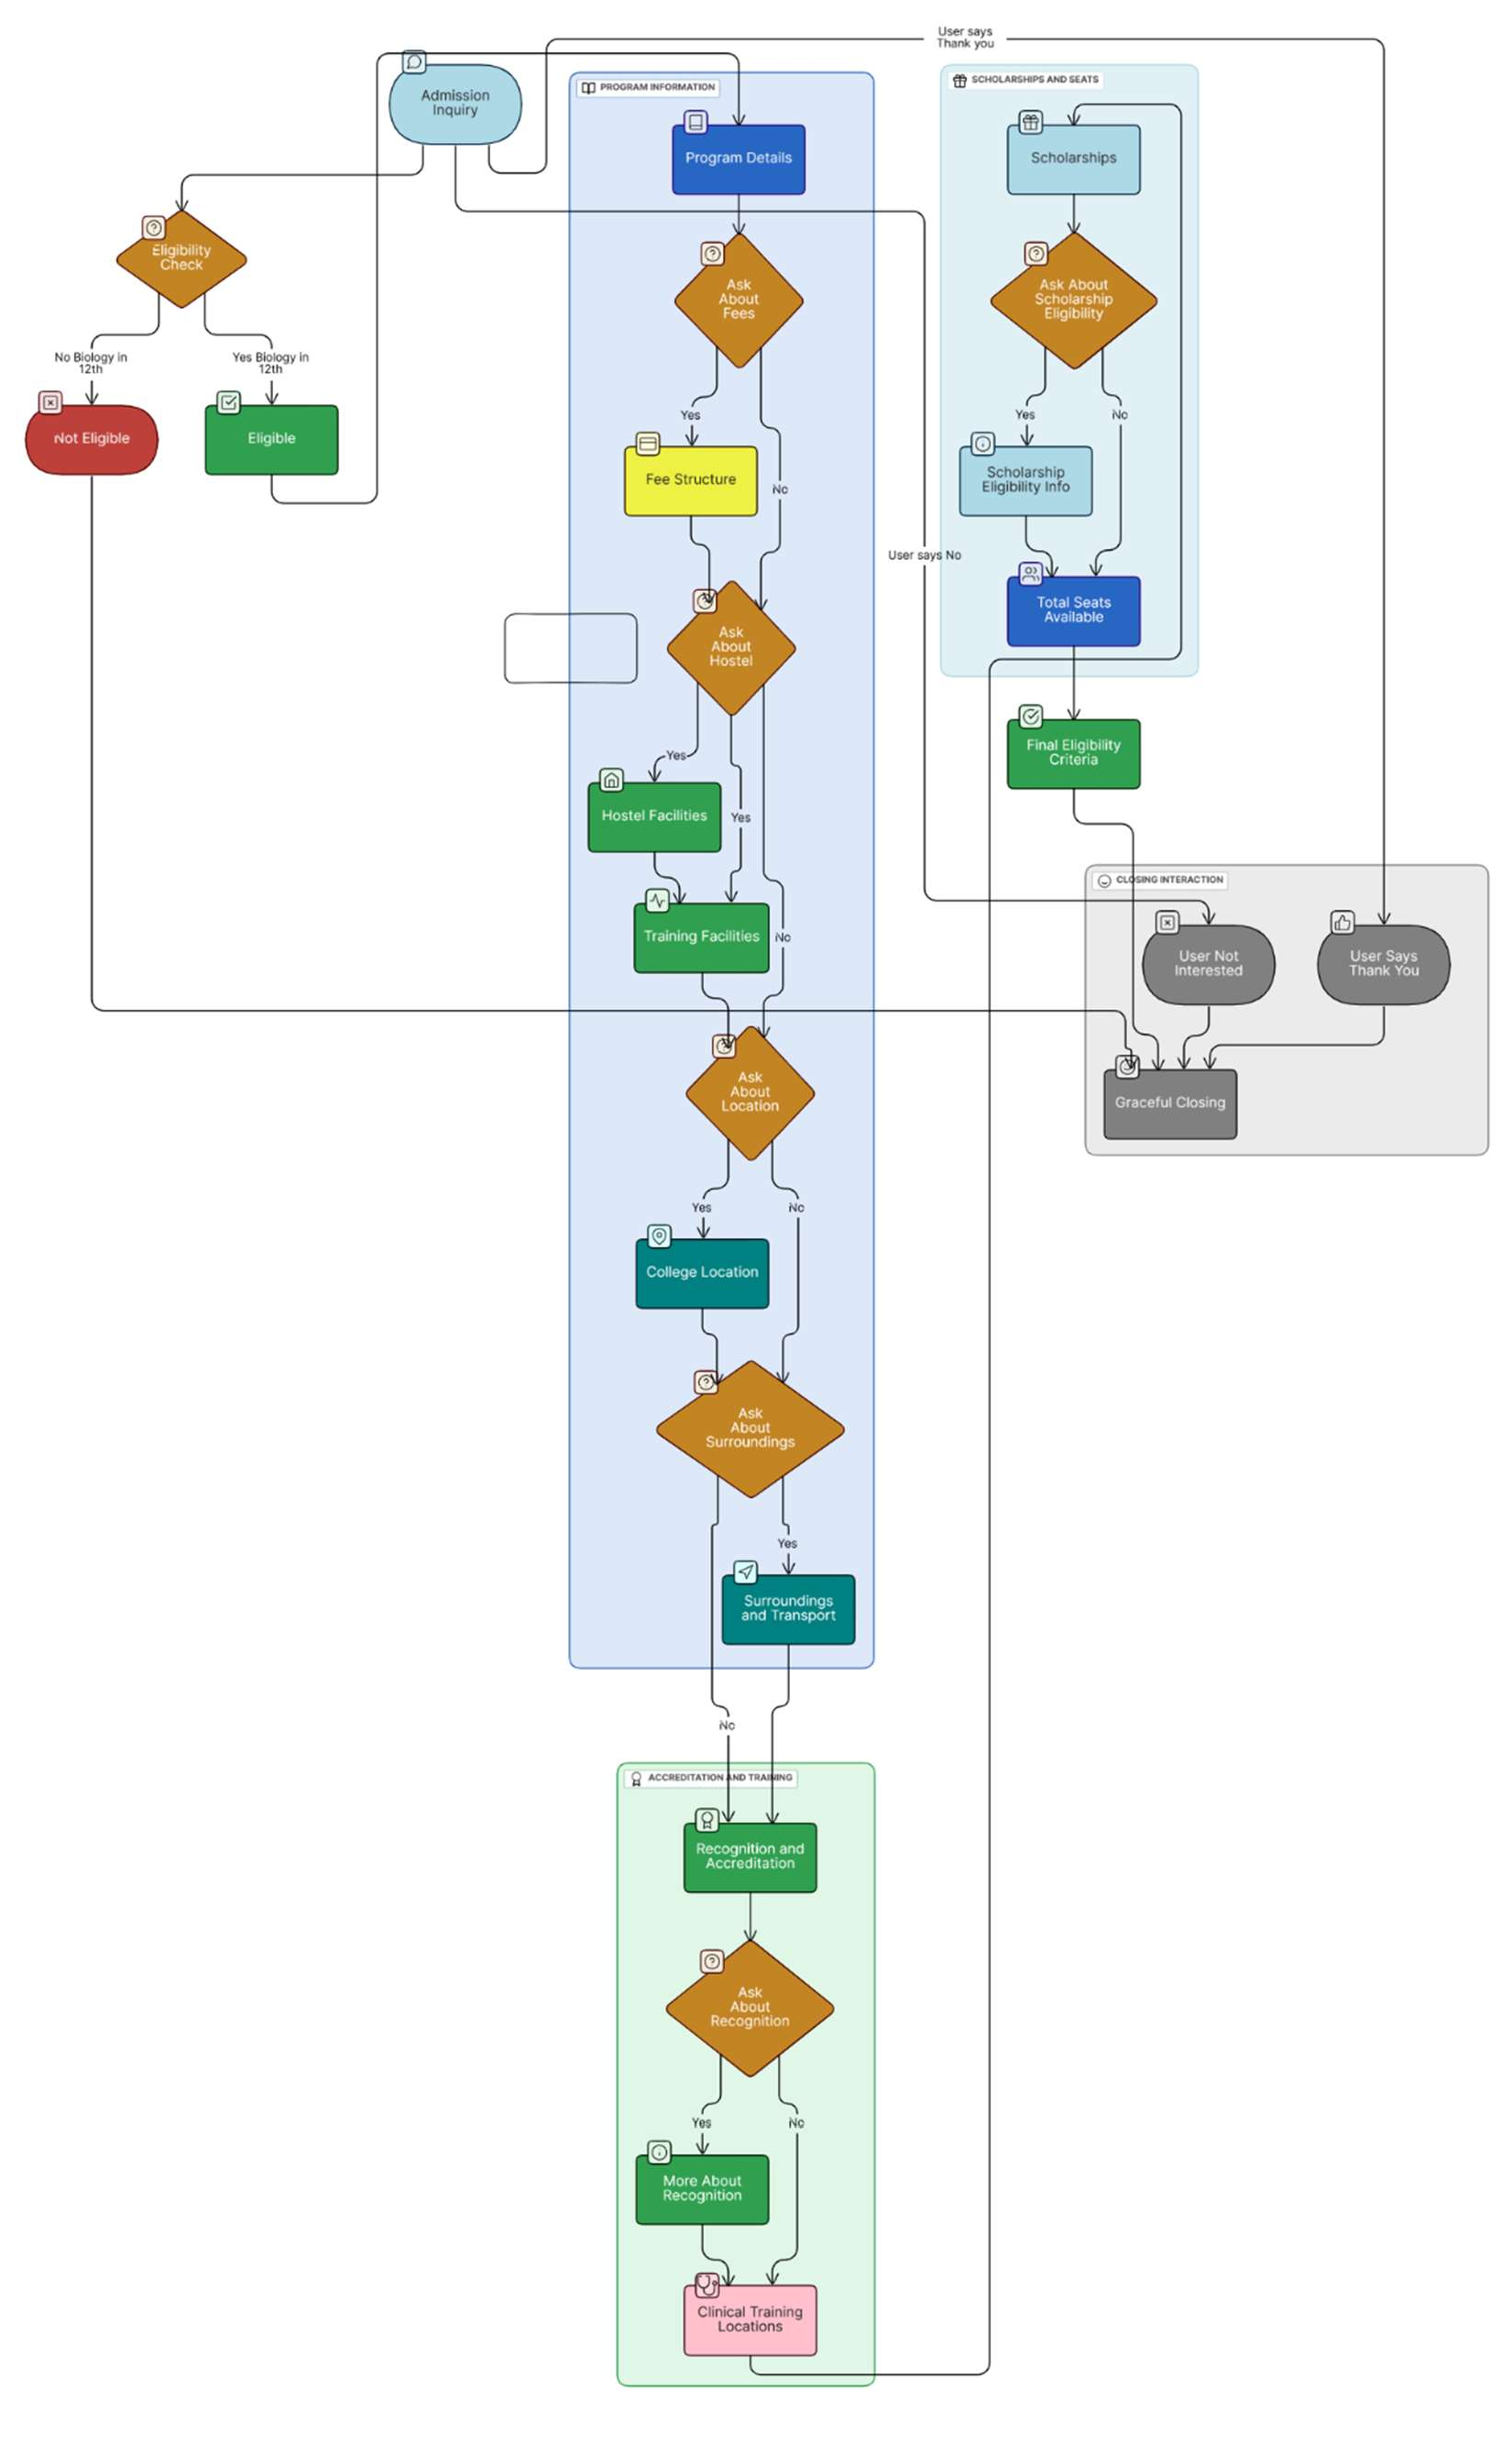 User says
Thank you
Admission
Inquiry
PROGRAM INFORMATION
SCHOLARSHIPS AND SEATS
Program Details
Scholarships
Eligibility
Check
Ask
About
Fees
Ask About
Scholarship
Eligibility
No Biology in
12th
Yes Biology in
12th
Yes
Yes
No
Not Eligible
Eligible
Fee Structure
No
Scholarship
Eligibility Info
User says No
Total Seats
Available
Ask
About
Hostel
Final Eligibility
Criteria
Yes
Hostel Facilities
Yes
CLOSING INTERACTION
Training Facilities
No
User Not
Interested
User Says
Thank You
Ask
About
Location
Graceful Closing
Yes
No
College Location
Ask
About
Surroundings
Yes
Surroundings
and Transport
No
ACCREDITATION AND TRAINING
Recognition and
Accreditation
Ask
About
Recognition
Yes
No
More About
Recognition
Clinical Training
Locations